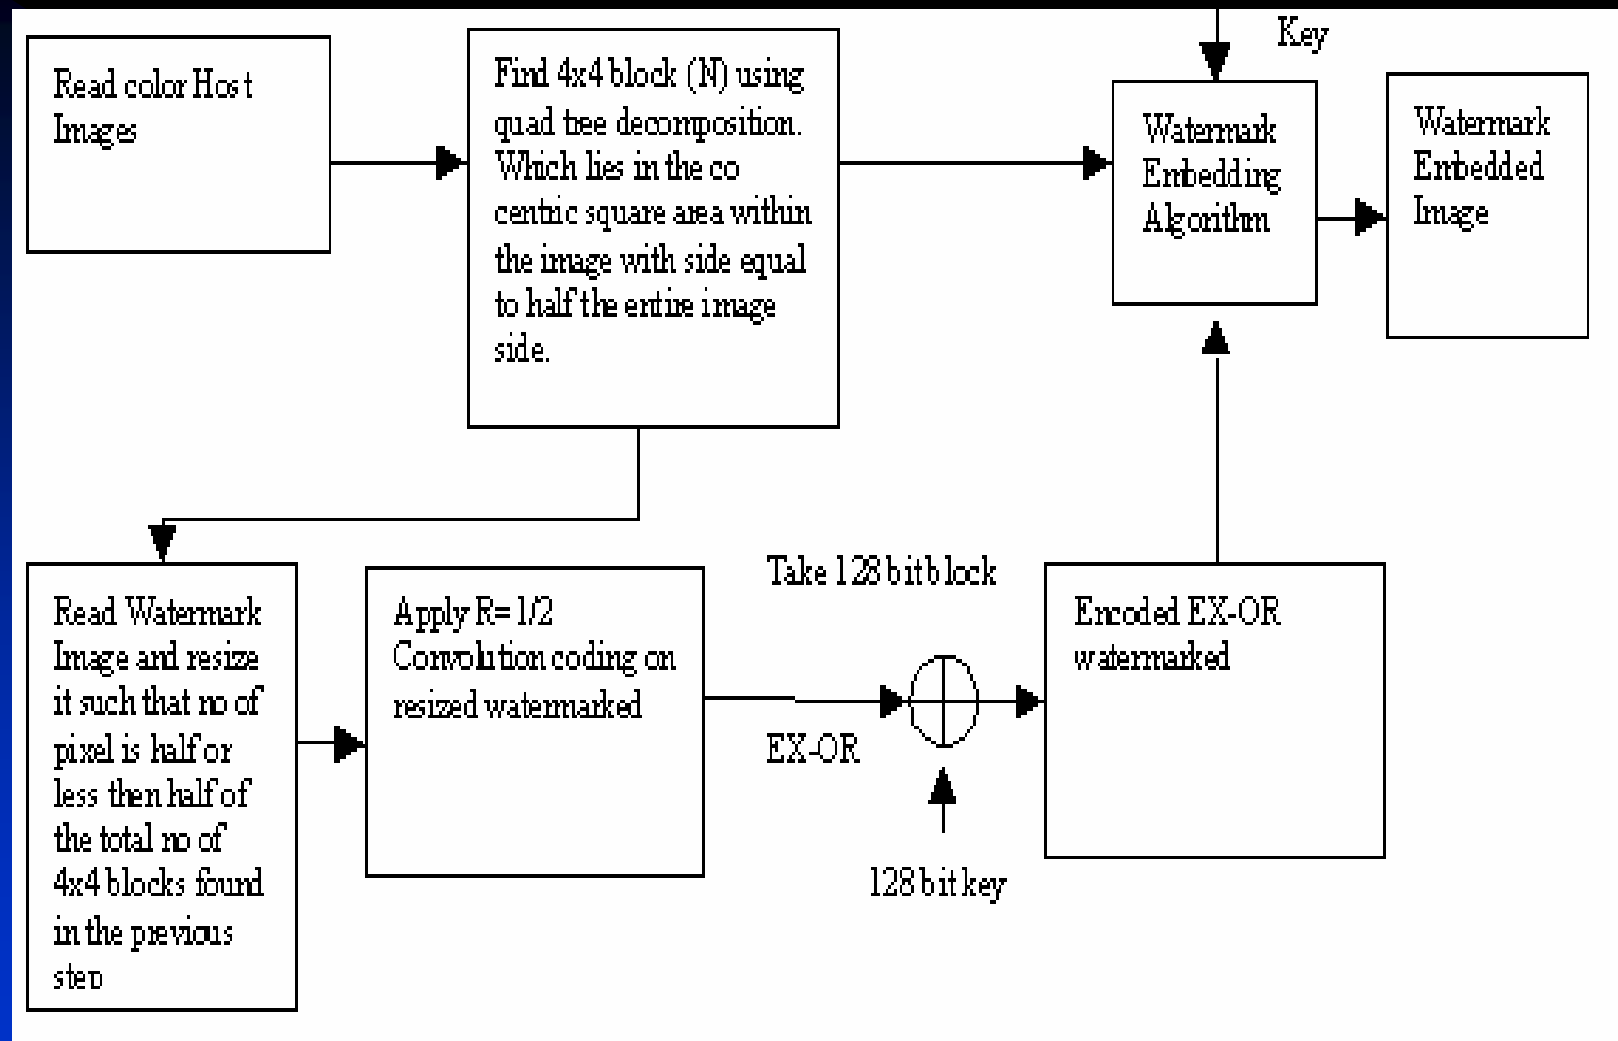 Read color Host
Images
Find 4x4 block (N) using
quad tree decomposition.
Which lies in the co
centric square area within
the image with side equal
to half the entire image
side.
Key
Watermark
Embedding
Algorithm
Watermark
Embedded
Image
Read Watermark
Image and resize
it such that no of
pixel is half or
less then half of
the total no of
4x4 blocks found
in the previous
step
Apply R= 1/2
Convolution coding on
resized watermarked
Take 128 bit block
EX-OR
128 bit key
Encoded EX-OR
watermarked